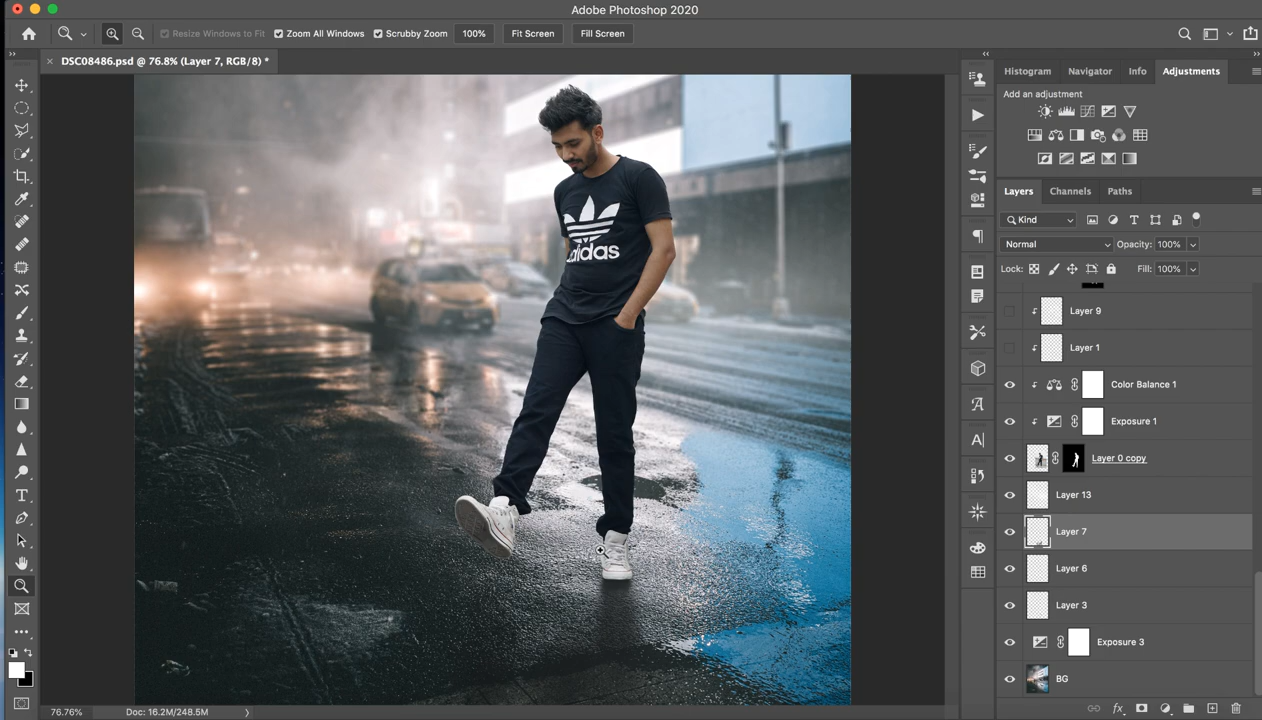 Adobe Photoshop 2020
Resize Windows to Fit
Zoom All Windows
Scrubby Zoom
100%
Fit Screen
Fill Screen
DSC08486.psd @ 76.8% (Layer 7, RGB/8) *
Histogram
Navigator
Info
Adjustments
Add an adjustment
Layers
Channels
Paths
Kind
Normal
Opacity: 100%
Lock:
Fill: 100%
Layer 9
Layer 1
Color Balance 1
Exposure 1
Layer 0 copy
Layer 13
Layer 7
Layer 6
Layer 3
Exposure 3
BG
adidas
76.76%
Doc: 16.2M/248.5M